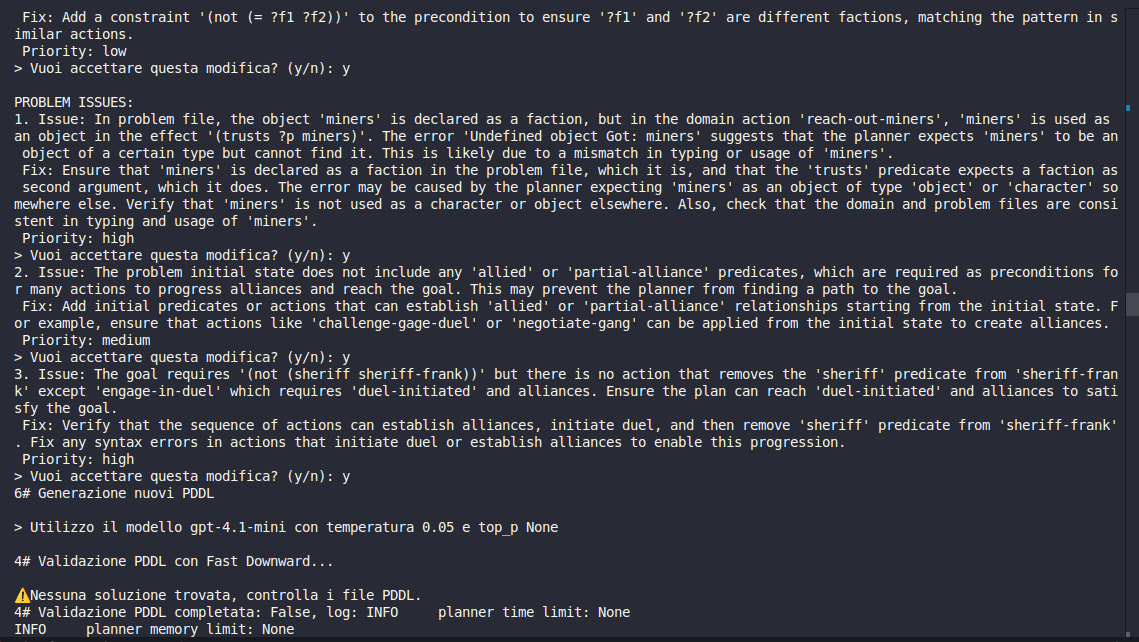 Fix: Add a constraint '(not (= ?f1 ?f2))' to the precondition to ensure '?f1' and '?f2' are different factions, matching the pattern in s
imilar actions.
 Priority: low
> Vuoi accettare questa modifica? (y/n): y

PROBLEM ISSUES:
1. Issue: In problem file, the object 'miners' is declared as a faction, but in the domain action 'reach-out-miners', 'miners' is used as
an object in the effect '(trusts ?p miners)'. The error 'Undefined object Got: miners' suggests that the planner expects 'miners' to be an
 object of a certain type but cannot find it. This is likely due to a mismatch in typing or usage of 'miners'.
 Fix: Ensure that 'miners' is declared as a faction in the problem file, which it is, and that the 'trusts' predicate expects a faction as
 second argument, which it does. The error may be caused by the planner expecting 'miners' as an object of type 'object' or 'character' so
mewhere else. Verify that 'miners' is not used as a character or object elsewhere. Also, check that the domain and problem files are consi
stent in typing and usage of 'miners'.
 Priority: high
> Vuoi accettare questa modifica? (y/n): y
2. Issue: The problem initial state does not include any 'allied' or 'partial-alliance' predicates, which are required as preconditions fo
r many actions to progress alliances and reach the goal. This may prevent the planner from finding a path to the goal.
 Fix: Add initial predicates or actions that can establish 'allied' or 'partial-alliance' relationships starting from the initial state. F
or example, ensure that actions like 'challenge-gage-duel' or 'negotiate-gang' can be applied from the initial state to create alliances.
 Priority: medium
> Vuoi accettare questa modifica? (y/n): y
3. Issue: The goal requires '(not (sheriff sheriff-frank))' but there is no action that removes the 'sheriff' predicate from 'sheriff-fran
k' except 'engage-in-duel' which requires 'duel-initiated' and alliances. Ensure the plan can reach 'duel-initiated' and alliances to sati
sfy the goal.
 Fix: Verify that the sequence of actions can establish alliances, initiate duel, and then remove 'sheriff' predicate from 'sheriff-frank'
. Fix any syntax errors in actions that initiate duel or establish alliances to enable this progression.
 Priority: high
> Vuoi accettare questa modifica? (y/n): y
6# Generazione nuovi PDDL

> Utilizzo il modello gpt-4.1-mini con temperatura 0.05 e top_p None

4# Validazione PDDL con Fast Downward...

⚠️Nessuna soluzione trovata, controlla i file PDDL.
4# Validazione PDDL completata: False, log: INFO     planner time limit: None
INFO     planner memory limit: None